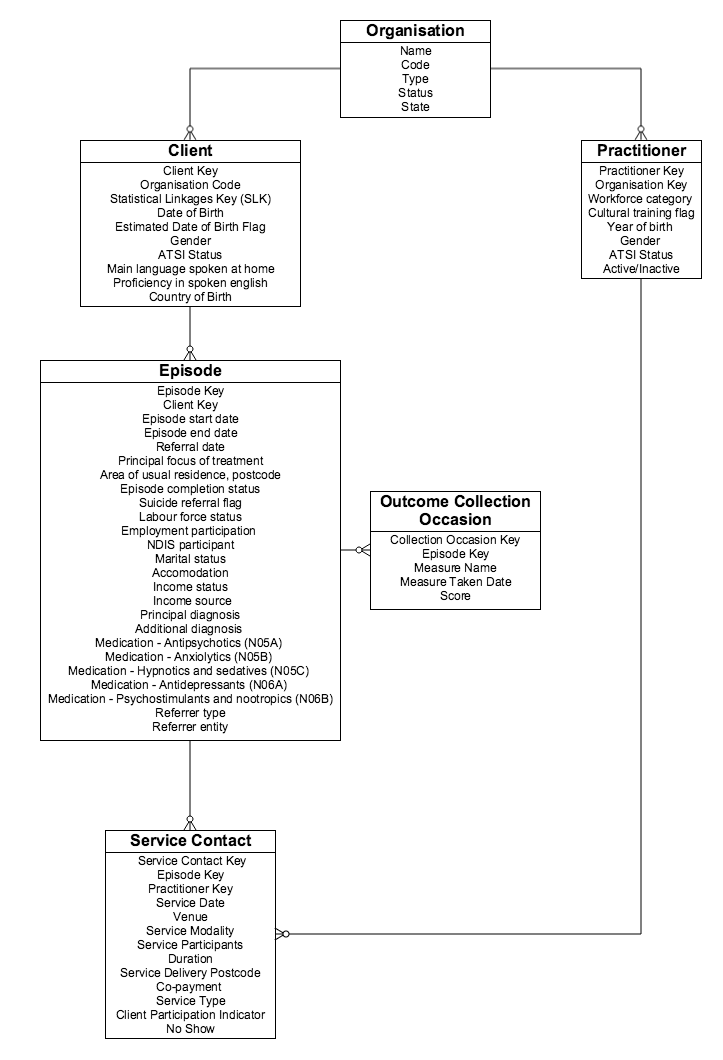 Organisation
Name
Code
Type
Status
State
Client
Client Key
Organisation Code
Statistical Linkages Key (SLK)
Date of Birth
Estimated Date of Birth Flag
Gender
ATSI Status
Main language spoken at home
Proficiency in spoken english
Country of Birth
Practitioner
Practitioner Key
Organisation Key
Workforce category
Cultural training flag
Year of birth
Gender
ATSI Status
Active/Inactive
Episode
Episode Key
Client Key
Episode start date
Episode end date
Referral date
Principal focus of treatment
Area of usual residence, postcode
Episode completion status
Suicide referral flag
Labour force status
Employment participation
NDIS participant
Marital status
Accomodation
Income status
Income source
Principal diagnosis
Additional diagnosis
Medication - Antipsychotics (N05A)
Medication - Anxiolytics (N05B)
Medication - Hypnotics and sedatives (N05C)
Medication - Antidepressants (N06A)
Medication - Psychostimulants and nootropics (N06B)
Referrer type
Referrer entity
Outcome Collection
Occasion
Collection Occasion Key
Episode Key
Measure Name
Measure Taken Date
Score
Service Contact
Service Contact Key
Episode Key
Practitioner Key
Service Date
Venue
Service Modality
Service Participants
Duration
Service Delivery Postcode
Co-payment
Service Type
Client Participation Indicator
No Show